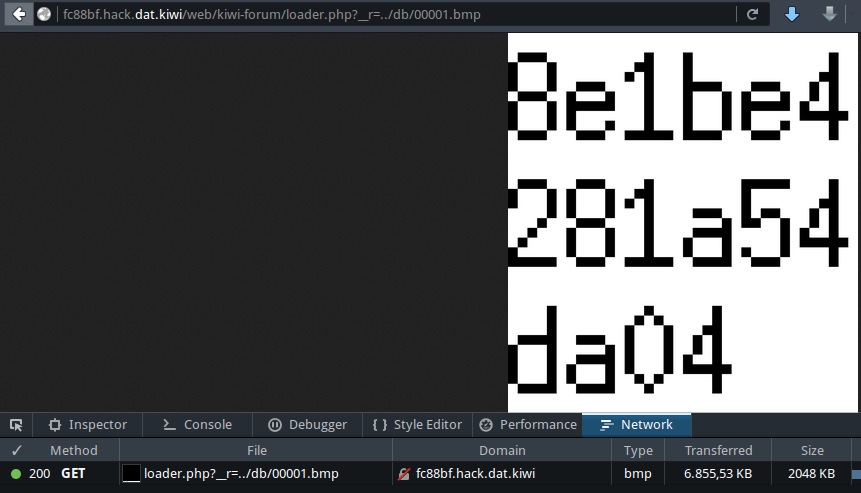 fc88bf.hack.dat.kiwi/web/kiwi-forum/loader.php?__r=../db/00001.bmp
8e1be4
281a54
da04
Inspector Console Debugger { } Style Editor Performance Network
✓ Method File Domain Type Transferred Size
200 GET loader.php?__r=../db/00001.bmp fc88bf.hack.dat.kiwi bmp 6.855,53 KB 2048 KB